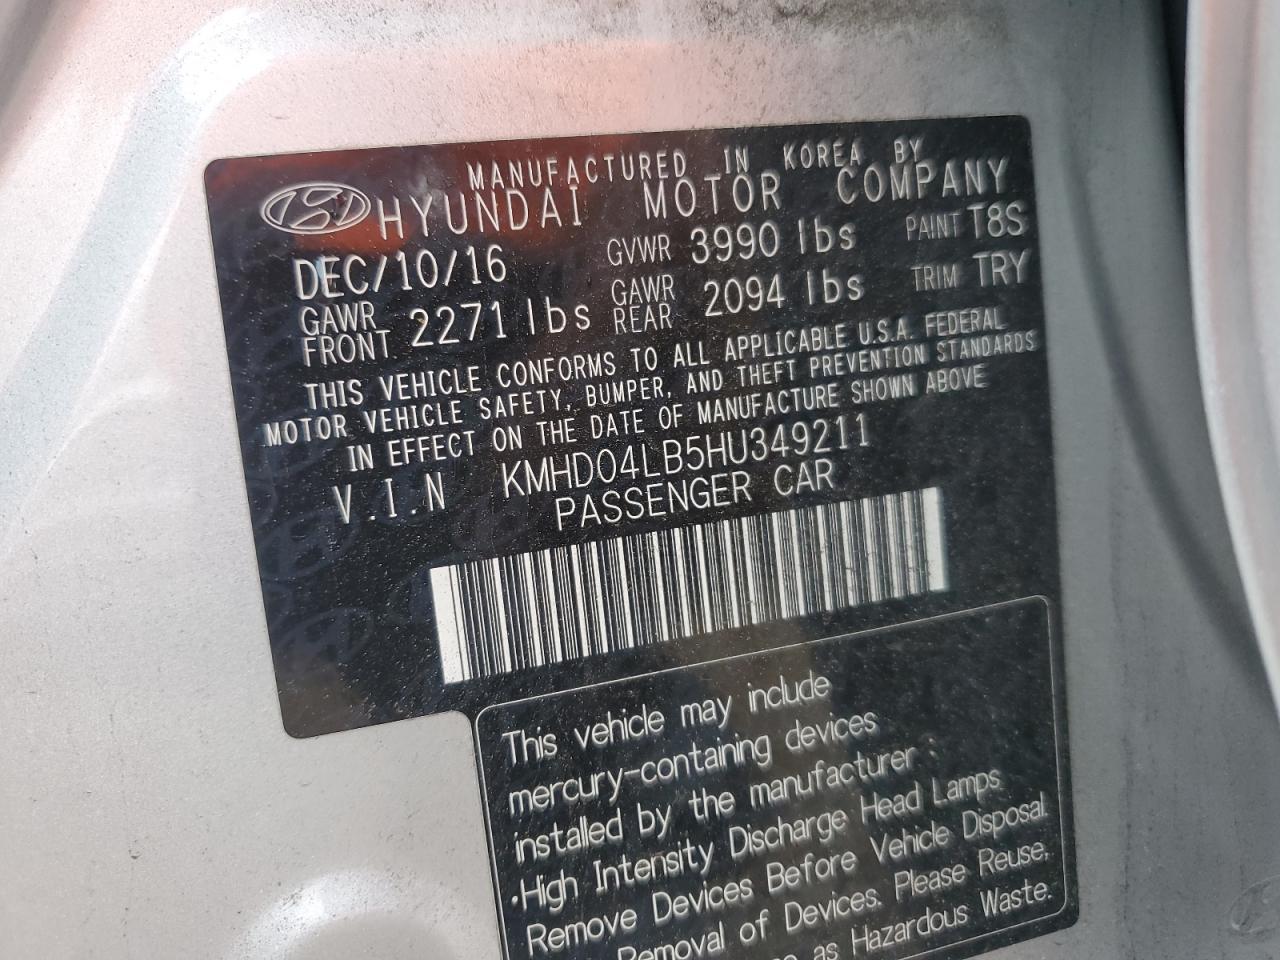 MANUFACTURED IN KOREA BY
HYUNDAI MOTOR COMPANY
DEC/10/16 GVWR 3990 lbs PAINT T8S
GAWR FRONT 2271 lbs GAWR REAR 2094 lbs TRIM TRY
THIS VEHICLE CONFORMS TO ALL APPLICABLE U.S.A. FEDERAL
MOTOR VEHICLE SAFETY, BUMPER, AND THEFT PREVENTION STANDARDS
IN EFFECT ON THE DATE OF MANUFACTURE SHOWN ABOVE
V.I.N KMHD04LB5HU349211
PASSENGER CAR
This vehicle may include
mercury-containing devices
installed by the manufacturer :
·High Intensity Discharge Head Lamps
Remove Devices Before Vehicle Disposal.
Removal of Devices. Please Reuse,
as Hazardous Waste.